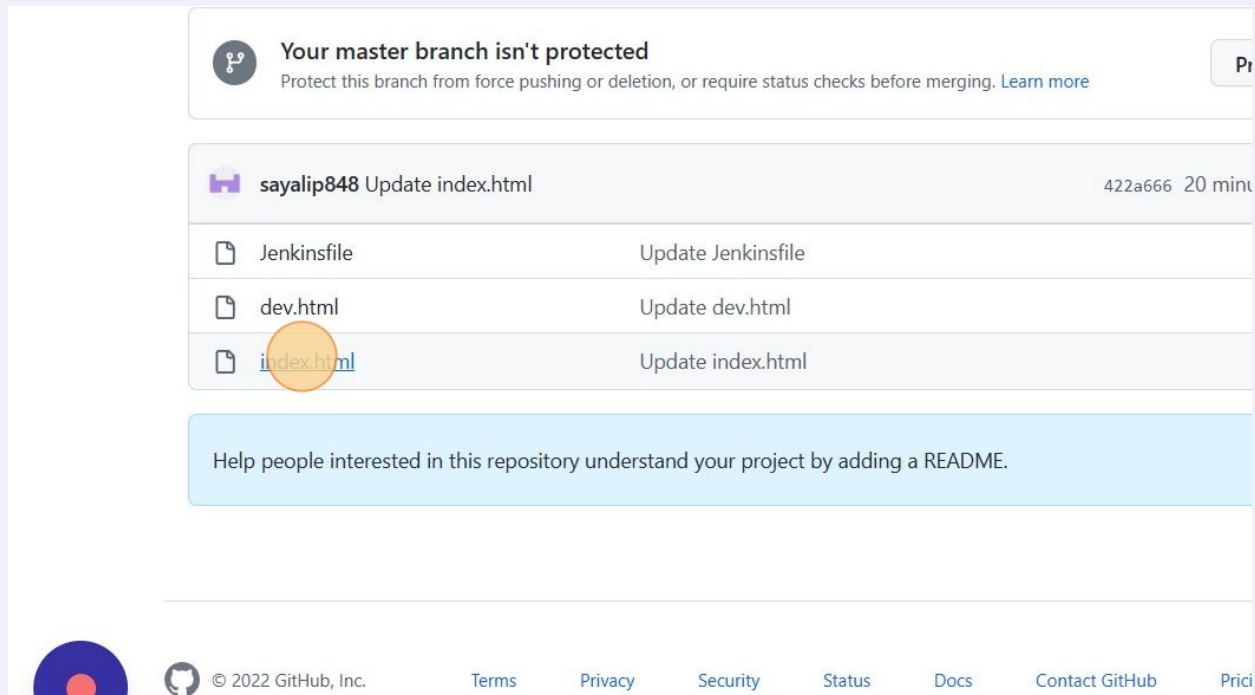 Your master branch isn't protected
Protect this branch from force pushing or deletion, or require status checks before merging. Learn more
sayalip848 Update index.html 422a666 20
Jenkinsfile Update Jenkinsfile
dev.html Update dev.html
index.html Update index.html
Help people interested in this repository understand your project by adding a README.
© 2022 GitHub, Inc. Terms Privacy Security Status Docs Contact GitHub